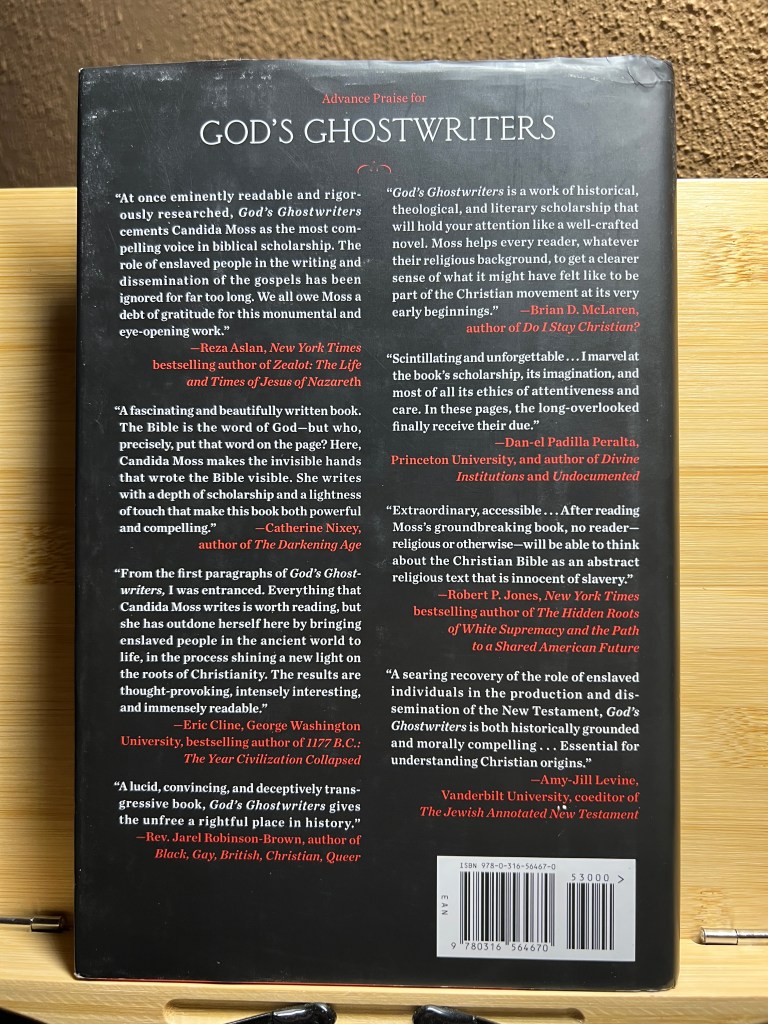 Advance Praise for
GOD'S GHOSTWRITERS
“At once eminently readable and rigor-
ously researched, God's Ghostwriters
cements Candida Moss as the most com-
pelling voice in biblical scholarship. The
role of enslaved people in the writing and
dissemination of the gospels has been
ignored for far too long. We all owe Moss a
debt of gratitude for this monumental and
eye-opening work.”
—Reza Aslan, New York Times
bestselling author of Zealot: The Life
and Times of Jesus of Nazareth
“A fascinating and beautifully written book.
The Bible is the word of God—but who,
precisely, put that word on the page? Here,
Candida Moss makes the invisible hands
that wrote the Bible visible. She writes
with a depth of scholarship and a lightness
of touch that make this book both powerful
and compelling.” —Catherine Nixey,
author of The Darkening Age
“From the first paragraphs of God's Ghost-
writers, I was entranced. Everything that
Candida Moss writes is worth reading, but
she has outdone herself here by bringing
enslaved people in the ancient world to
life, in the process shining a new light on
the roots of Christianity. The results are
thought-provoking, intensely interesting,
and immensely readable.”
—Eric Cline, George Washington
University, bestselling author of 1177 B.C.:
The Year Civilization Collapsed
“A lucid, convincing, and deceptively trans-
gressive book, God's Ghostwriters gives
the unfree a rightful place in history.”
—Rev. Jarel Robinson-Brown, author of
Black, Gay, British, Christian, Queer
“God's Ghostwriters is a work of historical,
theological, and literary scholarship that
will hold your attention like a well-crafted
novel. Moss helps every reader, whatever
their religious background, to get a clearer
sense of what it might have felt like to be
part of the Christian movement at its very
early beginnings.” —Brian D. McLaren,
author of Do I Stay Christian?
“Scintillating and unforgettable . . . I marvel at
the book's scholarship, its imagination, and
most of all its ethics of attentiveness and
care. In these pages, the long-overlooked
finally receive their due.”
—Dan-el Padilla Peralta,
Princeton University, and author of Divine
Institutions and Undocumented
“Extraordinary, accessible . . . After reading
Moss's groundbreaking book, no reader—
religious or otherwise—will be able to think
about the Christian Bible as an abstract
religious text that is innocent of slavery.”
—Robert P. Jones, New York Times
bestselling author of The Hidden Roots
of White Supremacy and the Path
to a Shared American Future
“A searing recovery of the role of enslaved
individuals in the production and dis-
semination of the New Testament, God's
Ghostwriters is both historically grounded
and morally compelling . . . Essential for
understanding Christian origins.”
—Amy-Jill Levine,
Vanderbilt University, coeditor of
The Jewish Annotated New Testament
ISBN 978-0-316-56467-0
53000 >
EAN
9 780316 564670